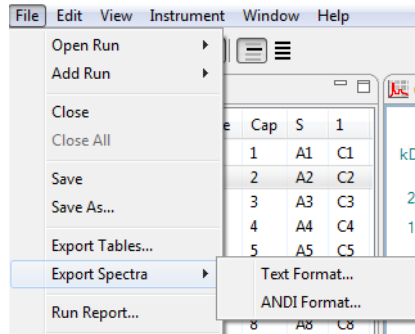 File Edit View Instrument Window Help
Open Run
Add Run
Close
Close All
Save
Save As...
Export Tables...
Export Spectra
Run Report...
Text Format...
ANDI Format...
e Cap S 1
1 A1 C1
2 A2 C2
3 A3 C3
4 A4 C4
5 A5 C5
8 A8 C8
kD
2
1